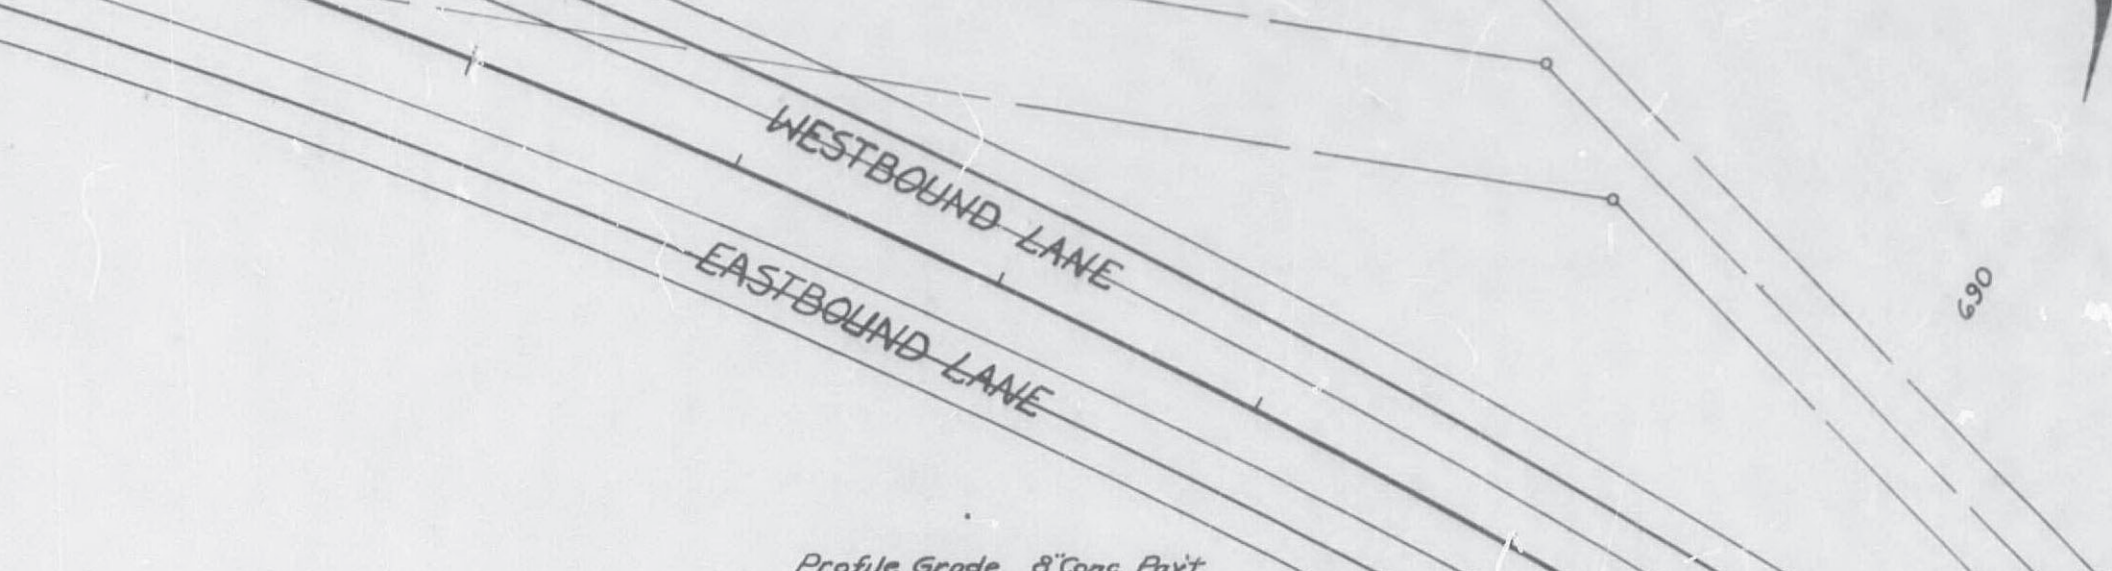 WESTBOUND LANE
EASTBOUND LANE
690
Profile Grade 8" Conc. Pav't